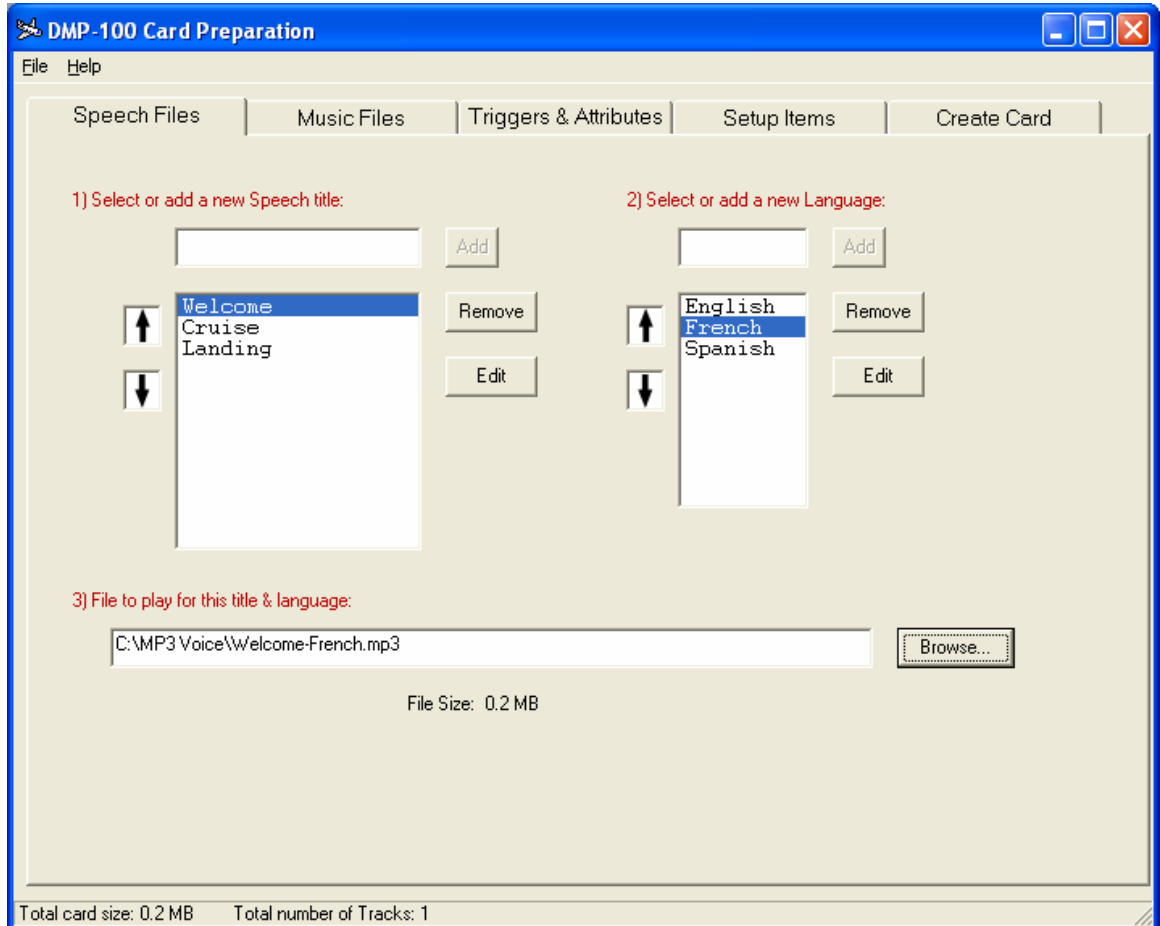 DMP-100 Card Preparation
File Help
Speech Files Music Files Triggers & Attributes Setup Items Create Card
1) Select or add a new Speech title: 2) Select or add a new Language:
Add Add
Welcome Remove English Remove
Cruise French
Landing Edit Spanish Edit
3) File to play for this title & language:
C:\MP3 Voice\Welcome-French.mp3 Browse...
File Size: 0.2 MB
Total card size: 0.2 MB Total number of Tracks: 1